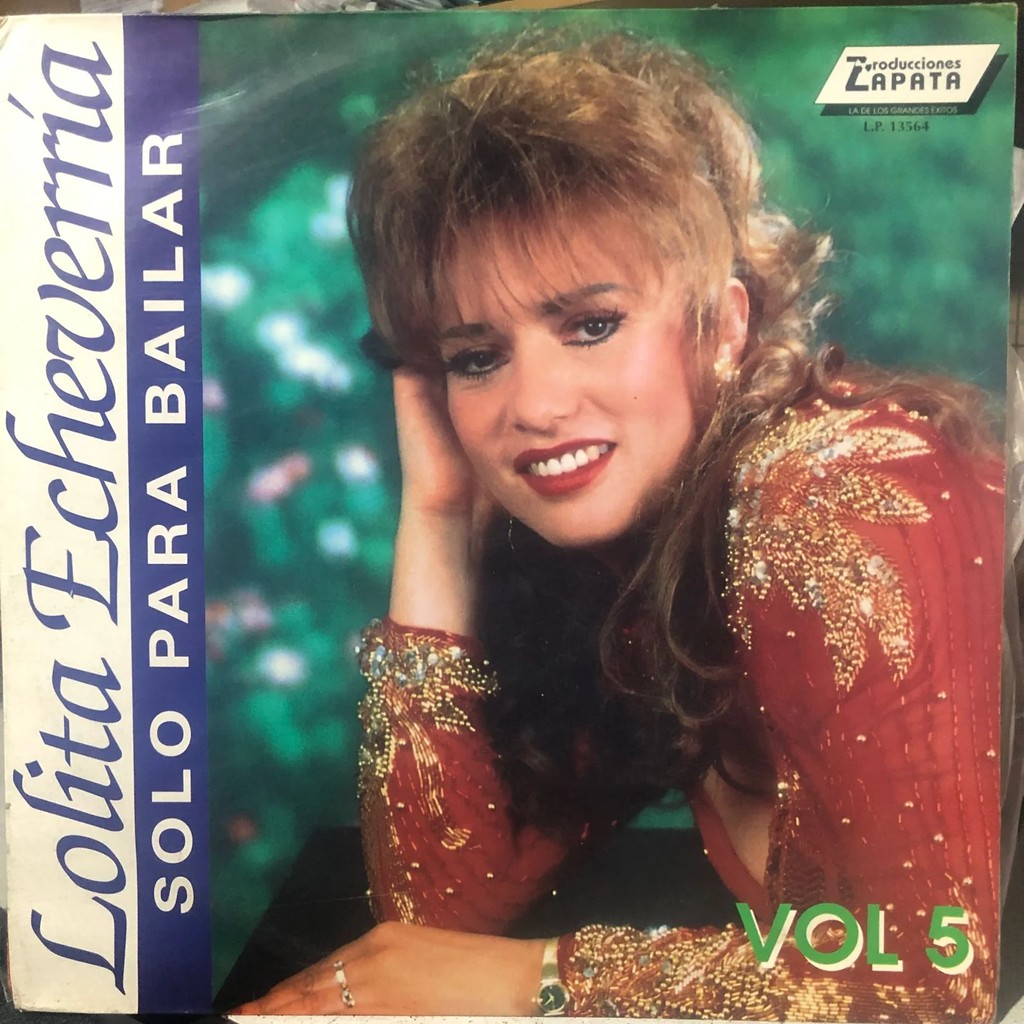 Lolita Echeverría
SOLO PARA BAILAR
Producciones
ZAPATA
LA DE LOS GRANDES EXITOS
L.P. 13564
VOL 5